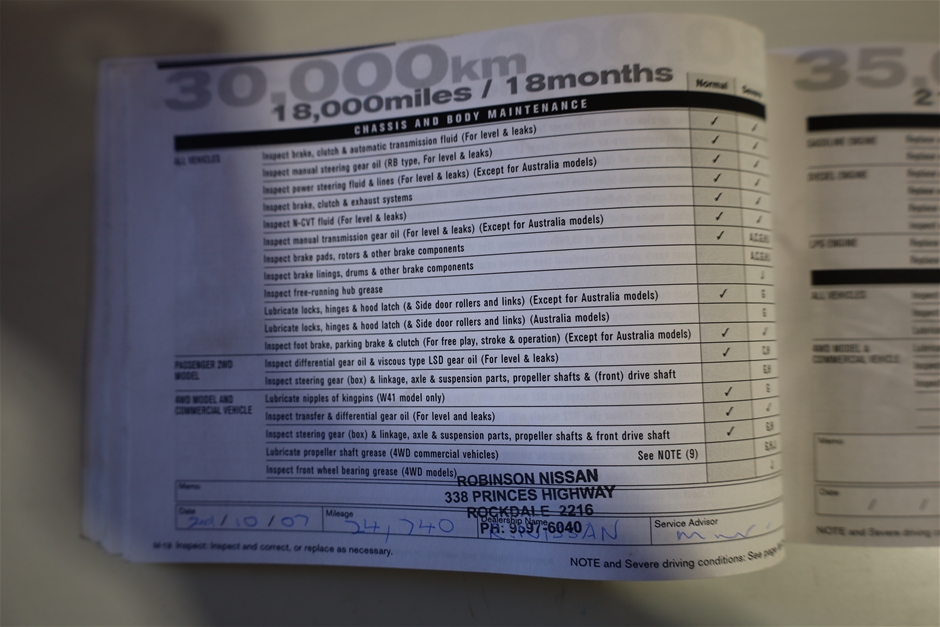 30,000km
18,000miles / 18months
Normal
CHASSIS AND BODY MAINTENANCE
ALL VEHICLES
Inspect brake, clutch & automatic transmission fluid (For level & leaks) ✓ ✓
Inspect manual steering gear oil (RB type, For level & leaks) ✓ ✓
Inspect power steering fluid & lines (For level & leaks) (Except for Australia models) ✓ ✓
Inspect brake, clutch & exhaust systems ✓ ✓
Inspect N-CVT fluid (For level & leaks) ✓ ✓
Inspect manual transmission gear oil (For level & leaks) (Except for Australia models) ✓ ✓
Inspect brake pads, rotors & other brake components ✓
Inspect brake linings, drums & other brake components
Inspect free-running hub grease
Lubricate locks, hinges & hood latch (& Side door rollers and links) (Except for Australia models) ✓ G
Lubricate locks, hinges & hood latch (& Side door rollers and links) (Australia models) G
Inspect foot brake, parking brake & clutch (For free play, stroke & operation) (Except for Australia models) ✓ ✓
PASSENGER 2WD MODEL
Inspect differential gear oil & viscous type LSD gear oil (For level & leaks) ✓
Inspect steering gear (box) & linkage, axle & suspension parts, propeller shafts & (front) drive shaft G,H
4WD MODEL AND COMMERCIAL VEHICLE
Lubricate nipples of kingpins (W41 model only) ✓ G
Inspect transfer & differential gear oil (For level and leaks) ✓ ✓
Inspect steering gear (box) & linkage, axle & suspension parts, propeller shafts & front drive shaft ✓ G,H
Lubricate propeller shaft grease (4WD commercial vehicles) See NOTE (9)
Inspect front wheel bearing grease (4WD models)
ROBINSON NISSAN
338 PRINCES HIGHWAY
ROCKDALE 2216
PH: 9597-6040
Memo
Date 2nd / 10 / 07
Mileage 24,740
Dealership Name NISSAN
Service Advisor
Inspect: Inspect and correct, or replace as necessary.
NOTE and Severe driving conditions: See page
35,0
2
GASOLINE ENGINE
DIESEL ENGINE
LPG ENGINE
ALL VEHICLES
4WD MODEL &
COMMERCIAL VEHICLE
Memo
Date / /
NOTE and Severe driving